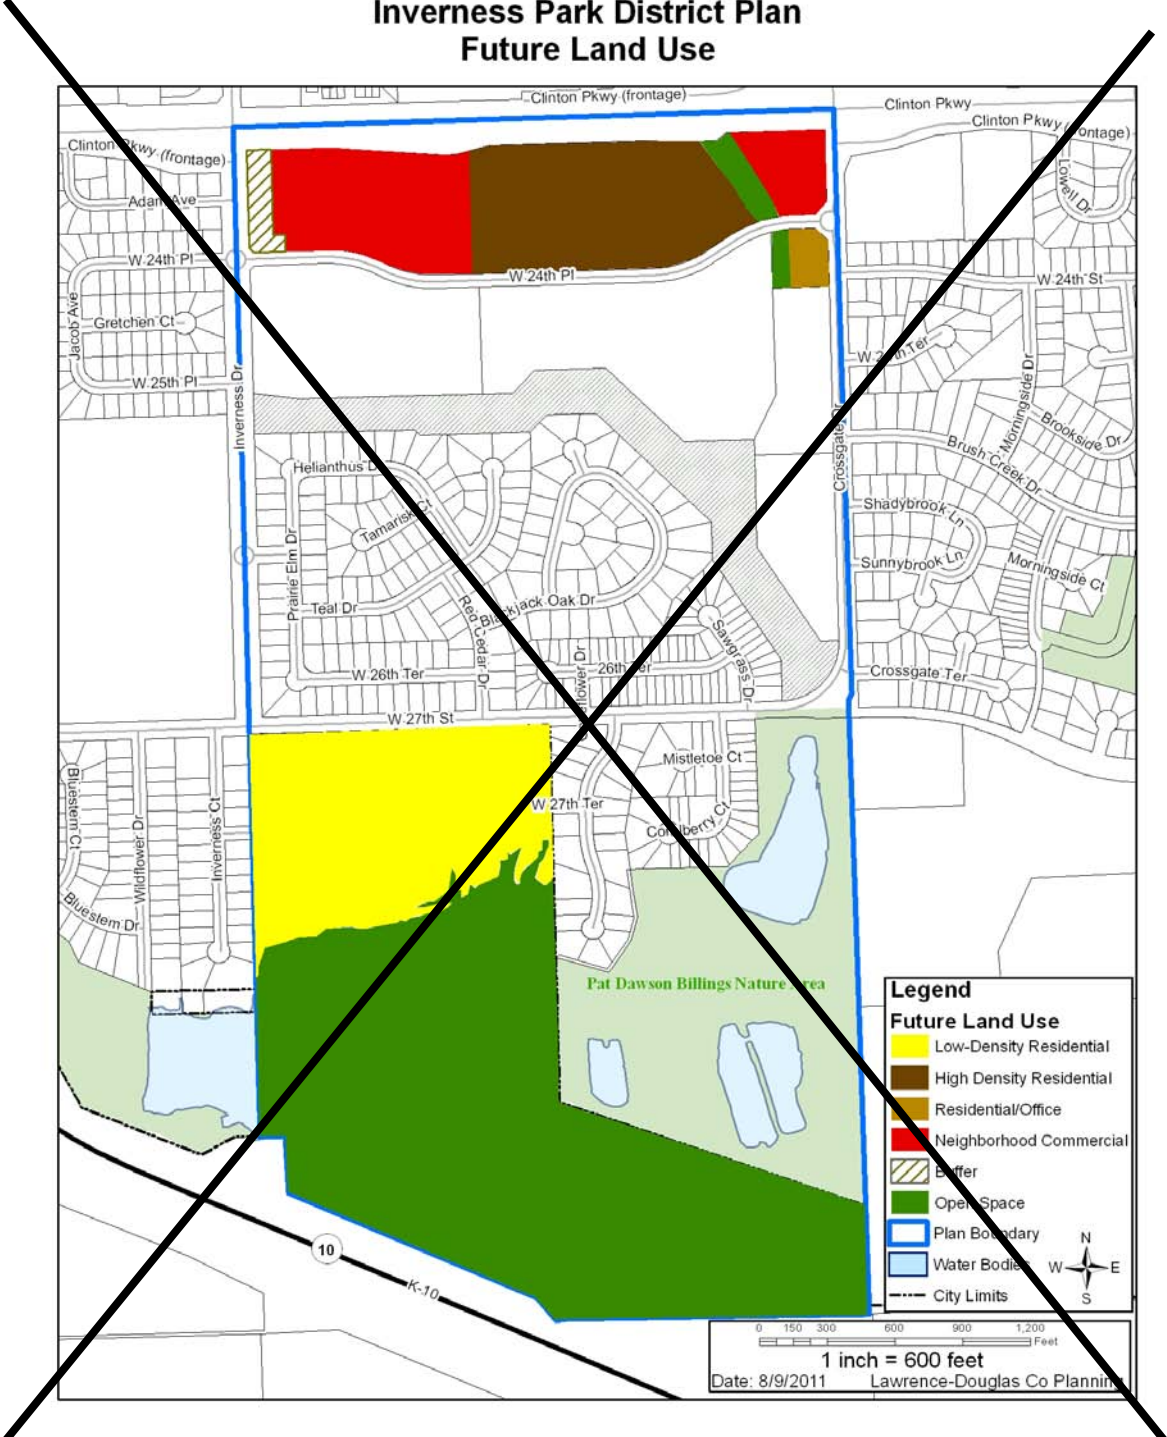 Inverness Park District Plan
Future Land Use
Clinton Pkwy (frontage)
Clinton Pkwy
Clinton Pkwy (frontage)
Clinton Pkwy (frontage)
Lowell Dr
Adam Ave
W 24th Pl
W 24th Pl
W 24th St
Jacob Ave
Gretchen Ct
W 25th Pl
Inverness Dr
Crossgate Dr
Morningside Dr
Brookside Dr
Brush Creek Dr
Helianthus Dr
Tamarisk Ct
Shadybrook Ln
Sunnybrook Ln
Morningside Ct
Prairie Elm Dr
Teal Dr
Red Cedar Dr
Blackjack Oak Dr
Sawgrass Dr
W 26th Ter
26th Ter
Crossgate Ter
W 27th St
Mistletoe Ct
W 27th Ter
Bluestem Ct
Wildflower Dr
Inverness Ct
Bluestem Dr
Pat Dawson Billings Nature Area
Legend
Future Land Use
Low-Density Residential
High Density Residential
Residential/Office
Neighborhood Commercial
Buffer
Open Space
Plan Boundary
Water Bodies
City Limits
N
W E
S
10
K-10
0 150 300 600 900 1,200
Feet
1 inch = 600 feet
Date: 8/9/2011 Lawrence-Douglas Co Planning